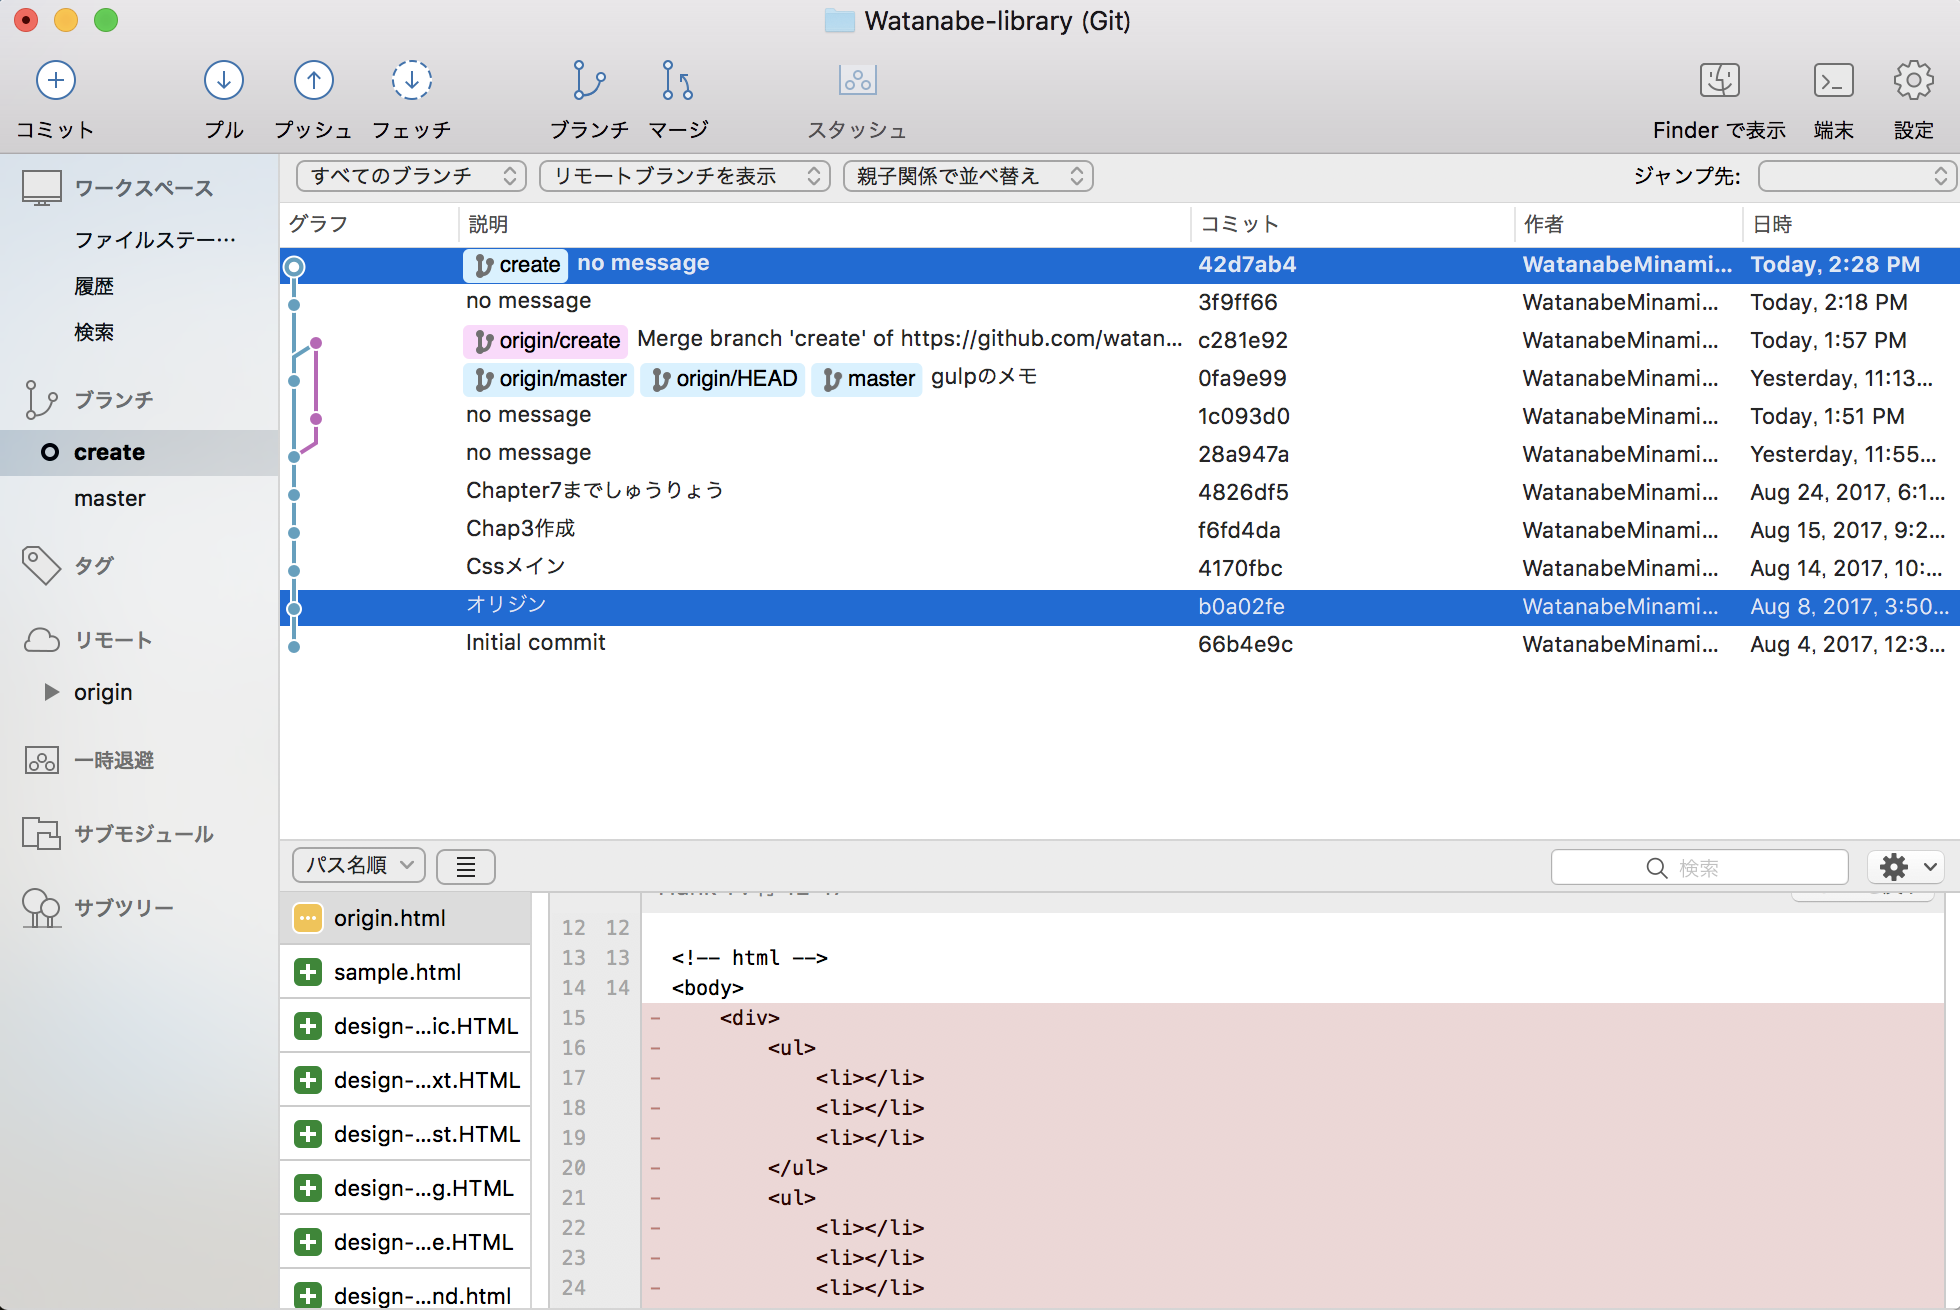 Watanabe-library (Git)
コミット プル プッシュ フェッチ ブランチ マージ スタッシュ Finder で表示 端末 設定
ワークスペース
ファイルステー…
履歴
検索
ブランチ
create
master
タグ
リモート
origin
一時退避
サブモジュール
サブツリー
すべてのブランチ リモートブランチを表示 親子関係で並べ替え ジャンプ先:
グラフ 説明 コミット 作者 日時
create no message 42d7ab4 WatanabeMinami... Today, 2:28 PM
no message 3f9ff66 WatanabeMinami... Today, 2:18 PM
origin/create Merge branch 'create' of https://github.com/watan... c281e92 WatanabeMinami... Today, 1:57 PM
origin/master origin/HEAD master gulpのメモ 0fa9e99 WatanabeMinami... Yesterday, 11:13...
no message 1c093d0 WatanabeMinami... Today, 1:51 PM
no message 28a947a WatanabeMinami... Yesterday, 11:55...
Chapter7までしゅうりょう 4826df5 WatanabeMinami... Aug 24, 2017, 6:1...
Chap3作成 f6fd4da WatanabeMinami... Aug 15, 2017, 9:2...
Cssメイン 4170fbc WatanabeMinami... Aug 14, 2017, 10:...
オリジン b0a02fe WatanabeMinami... Aug 8, 2017, 3:50...
Initial commit 66b4e9c WatanabeMinami... Aug 4, 2017, 12:3...
パス名順 検索
origin.html
sample.html
design-...ic.HTML
design-...xt.HTML
design-...st.HTML
design-...g.HTML
design-...e.HTML
design-...nd.html
12 12
13 13 <!-- html -->
14 14 <body>
15 - <div>
16 - <ul>
17 - <li></li>
18 - <li></li>
19 - <li></li>
20 - </ul>
21 - <ul>
22 - <li></li>
23 - <li></li>
24 - <li></li>